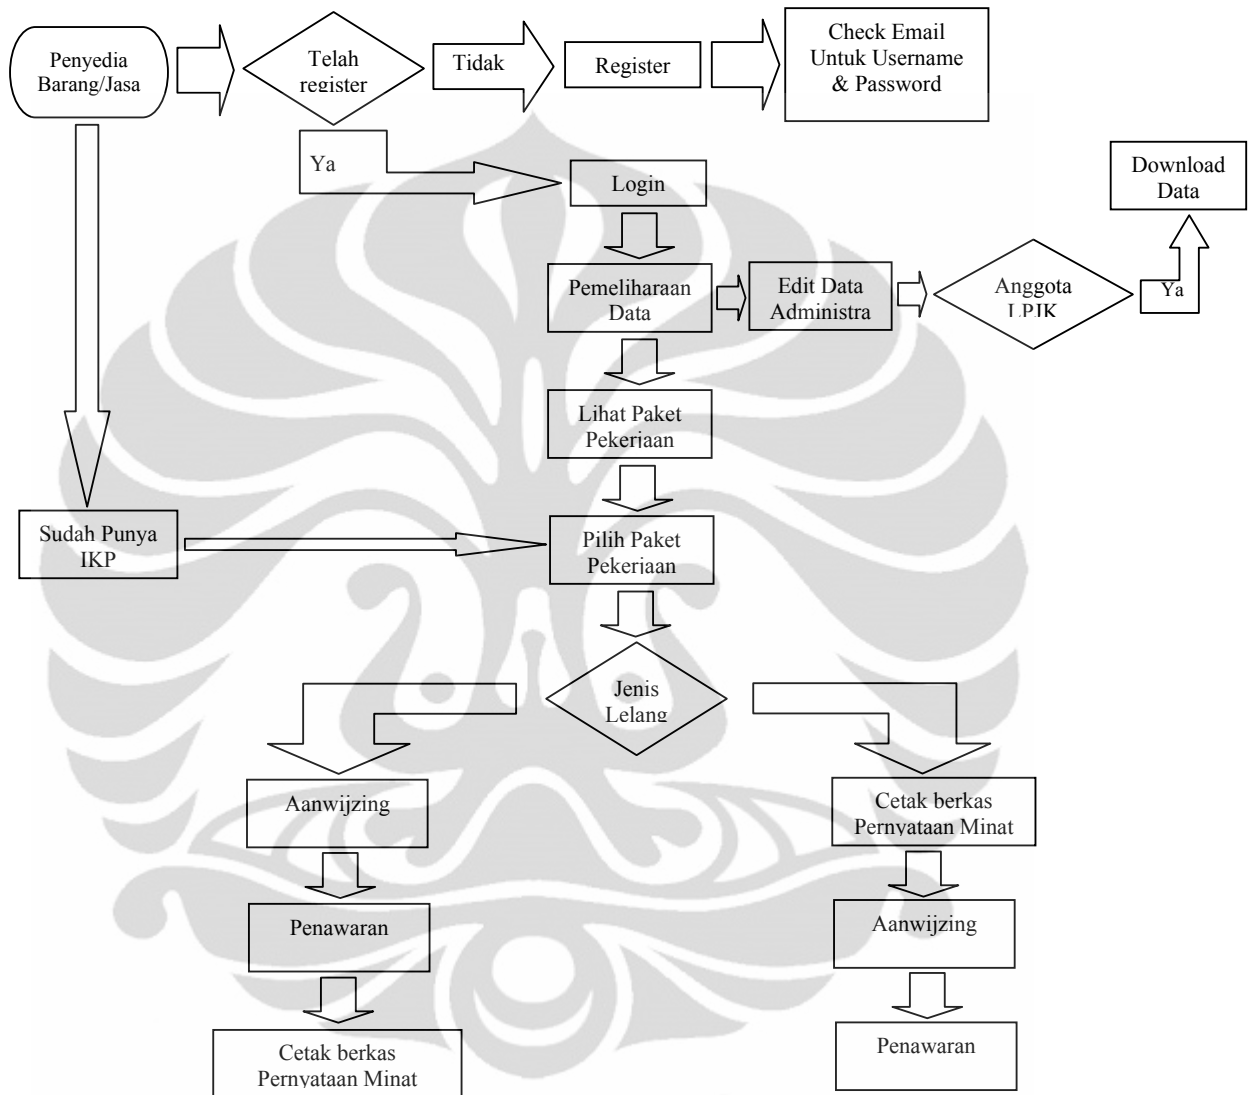 Penyedia
Barang/Jasa
Telah
register
Tidak
Register
Check Email
Untuk Username
& Password
Ya
Login
Download
Data
Pemeliharaan
Data
Edit Data
Administra
Anggota
LPJK
Ya
Lihat Paket
Pekerjaan
Sudah Punya
IKP
Pilih Paket
Pekerjaan
Jenis
Lelang
Aanwijzing
Cetak berkas
Pernyataan Minat
Penawaran
Aanwijzing
Cetak berkas
Pernyataan Minat
Penawaran